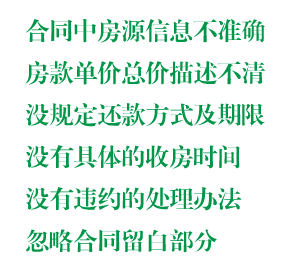 合同中房源信息不准确
房款单价总价描述不清
没规定还款方式及期限
没有具体的收房时间
没有违约的处理办法
忽略合同留白部分